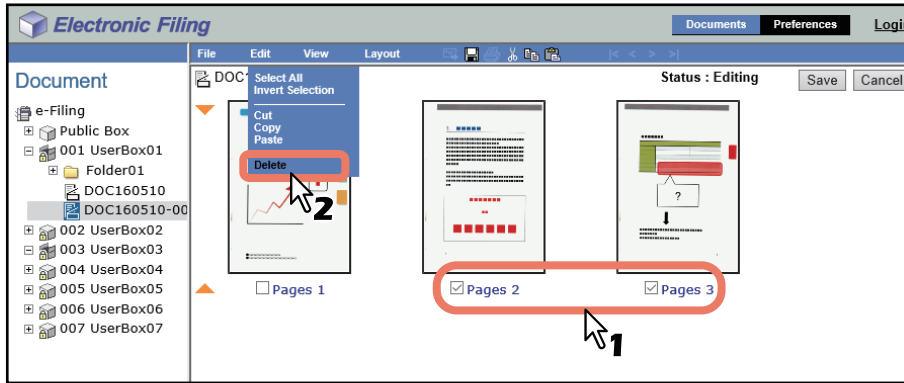 Electronic Filing
Documents Preferences Login
File Edit View Layout
Document
e-Filing
Public Box
001 UserBox01
Folder01
DOC160510
DOC160510-00
002 UserBox02
003 UserBox03
004 UserBox04
005 UserBox05
006 UserBox06
007 UserBox07
DOC
Status : Editing Save Cancel
Select All
Invert Selection
Cut
Copy
Paste
Delete
2
?
Pages 1 Pages 2 Pages 3
1